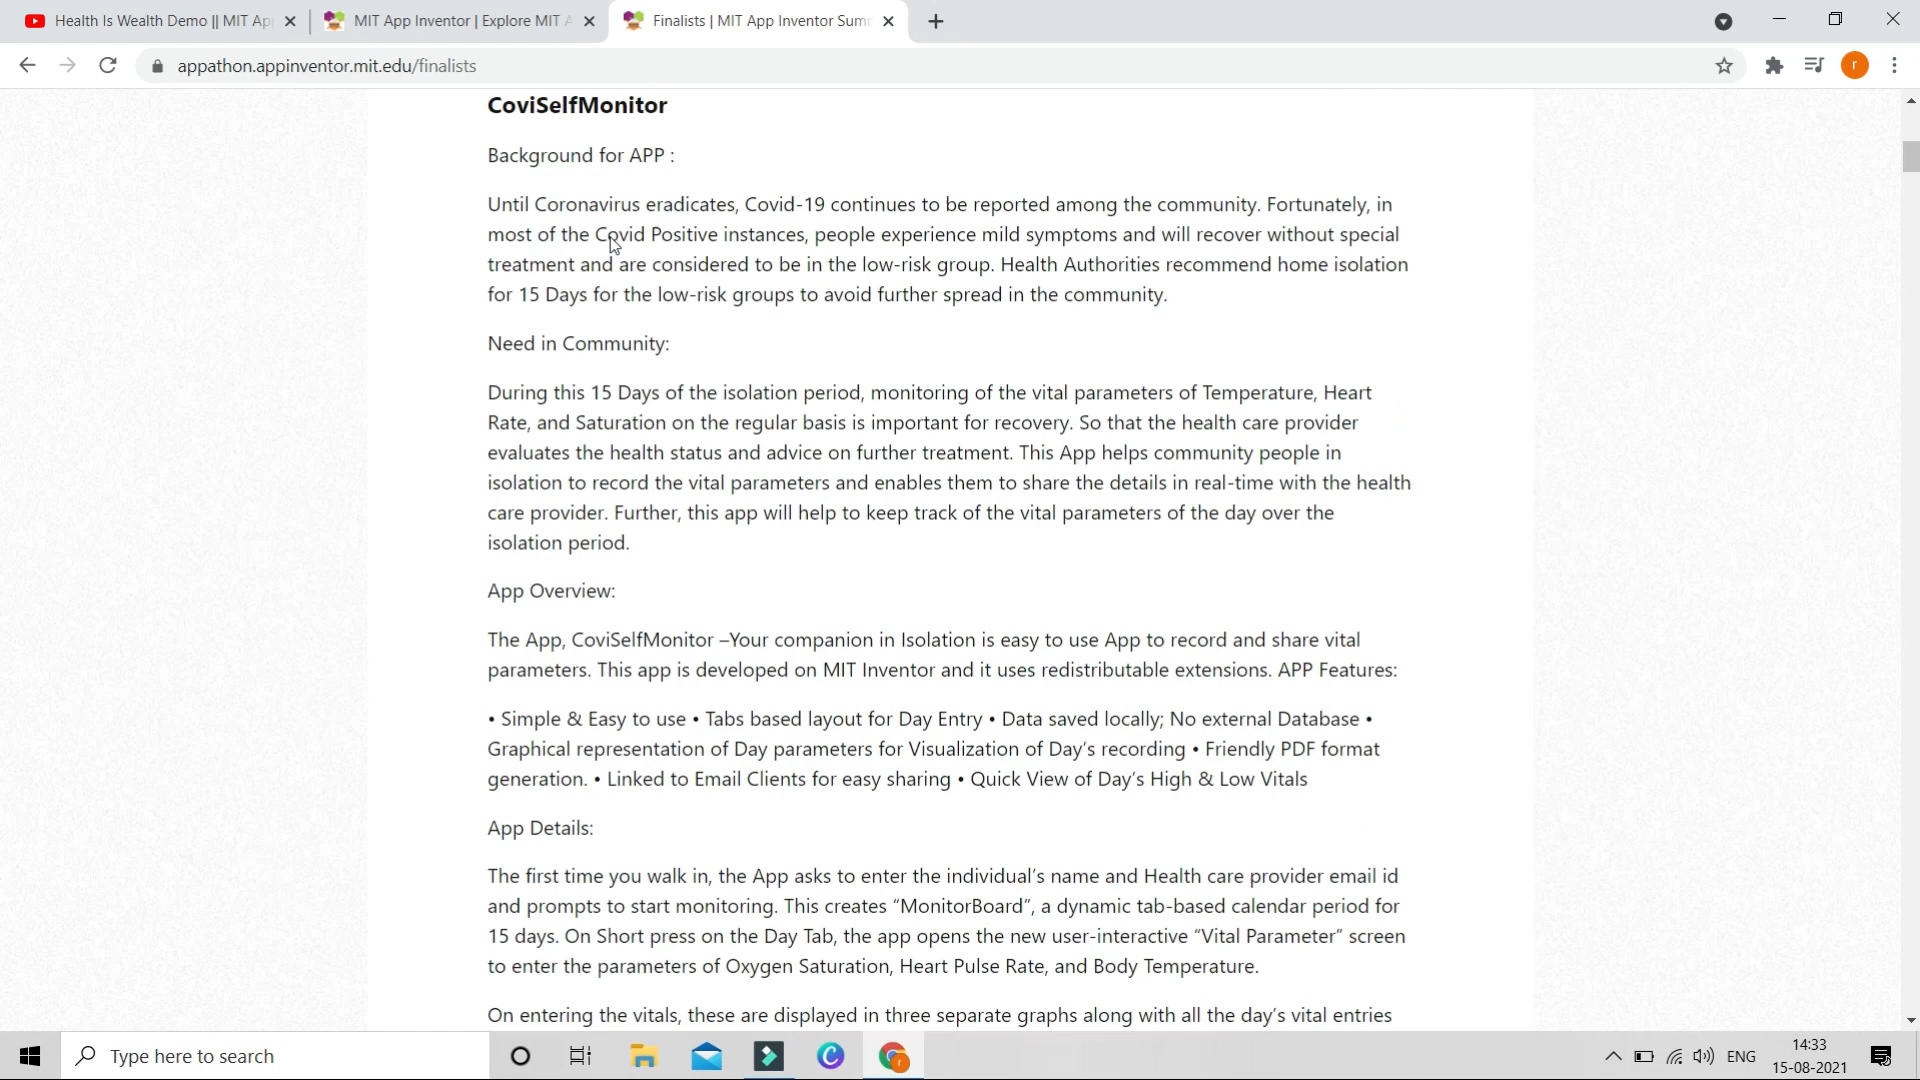 Health Is Wealth Demo || MIT Ap
MIT App Inventor | Explore MIT A
Finalists | MIT App Inventor Sum
appathon.appinventor.mit.edu/finalists
r
CoviSelfMonitor
Background for APP :
Until Coronavirus eradicates, Covid-19 continues to be reported among the community. Fortunately, in
most of the Covid Positive instances, people experience mild symptoms and will recover without special
treatment and are considered to be in the low-risk group. Health Authorities recommend home isolation
for 15 Days for the low-risk groups to avoid further spread in the community.
Need in Community:
During this 15 Days of the isolation period, monitoring of the vital parameters of Temperature, Heart
Rate, and Saturation on the regular basis is important for recovery. So that the health care provider
evaluates the health status and advice on further treatment. This App helps community people in
isolation to record the vital parameters and enables them to share the details in real-time with the health
care provider. Further, this app will help to keep track of the vital parameters of the day over the
isolation period.
App Overview:
The App, CoviSelfMonitor –Your companion in Isolation is easy to use App to record and share vital
parameters. This app is developed on MIT Inventor and it uses redistributable extensions. APP Features:
• Simple & Easy to use • Tabs based layout for Day Entry • Data saved locally; No external Database •
Graphical representation of Day parameters for Visualization of Day’s recording • Friendly PDF format
generation. • Linked to Email Clients for easy sharing • Quick View of Day’s High & Low Vitals
App Details:
The first time you walk in, the App asks to enter the individual’s name and Health care provider email id
and prompts to start monitoring. This creates “MonitorBoard”, a dynamic tab-based calendar period for
15 days. On Short press on the Day Tab, the app opens the new user-interactive “Vital Parameter” screen
to enter the parameters of Oxygen Saturation, Heart Pulse Rate, and Body Temperature.
On entering the vitals, these are displayed in three separate graphs along with all the day’s vital entries
Type here to search
ENG
14:33
15-08-2021